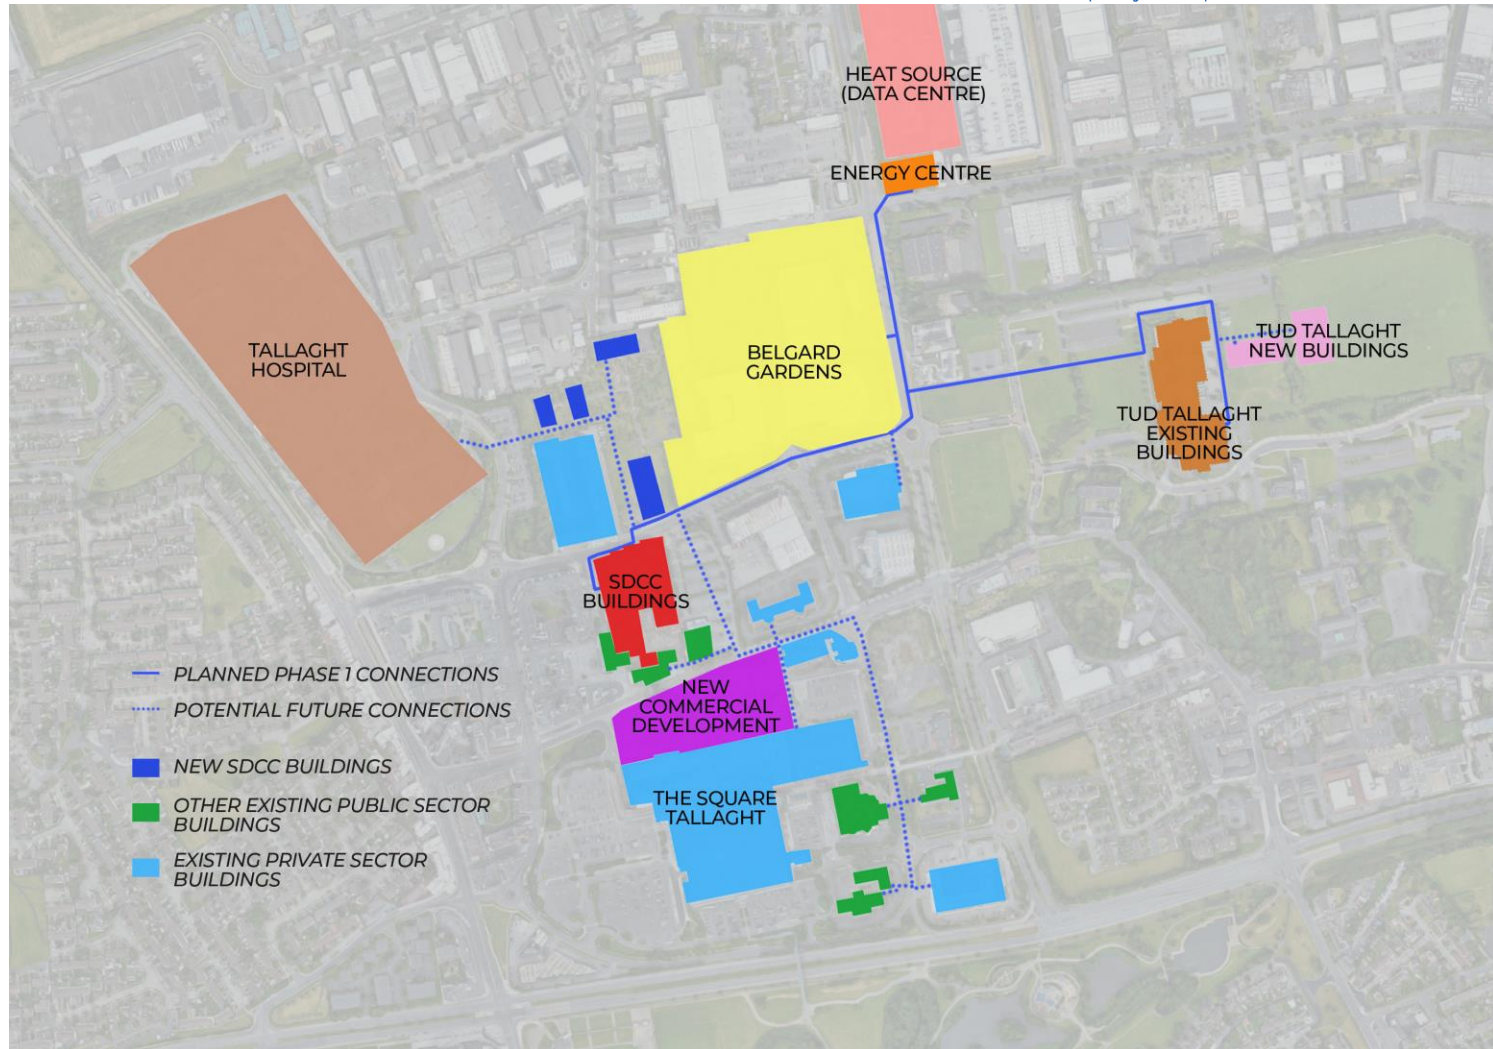 HEAT SOURCE
(DATA CENTRE)
ENERGY CENTRE
TALLAGHT
HOSPITAL
BELGARD
GARDENS
TUD TALLAGHT
NEW BUILDINGS
TUD TALLAGHT
EXISTING
BUILDINGS
SDCC
BUILDINGS
NEW
COMMERCIAL
DEVELOPMENT
THE SQUARE
TALLAGHT
PLANNED PHASE 1 CONNECTIONS
POTENTIAL FUTURE CONNECTIONS
NEW SDCC BUILDINGS
OTHER EXISTING PUBLIC SECTOR
BUILDINGS
EXISTING PRIVATE SECTOR
BUILDINGS